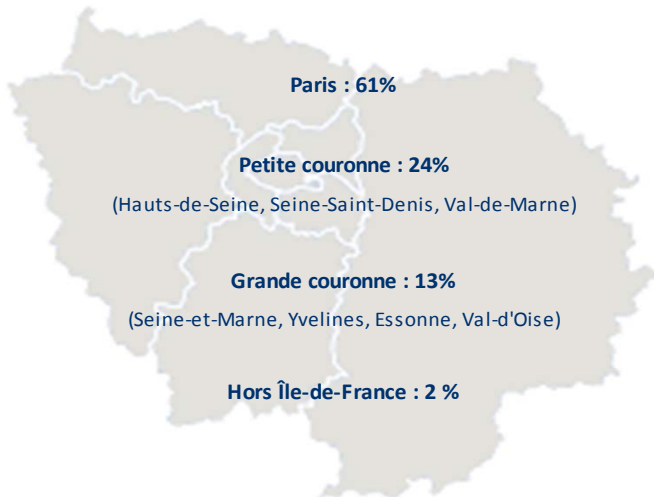 Paris : 61%
Petite couronne : 24%
(Hauts-de-Seine, Seine-Saint-Denis, Val-de-Marne)
Grande couronne : 13%
(Seine-et-Marne, Yvelines, Essonne, Val-d'Oise)
Hors Île-de-France : 2 %